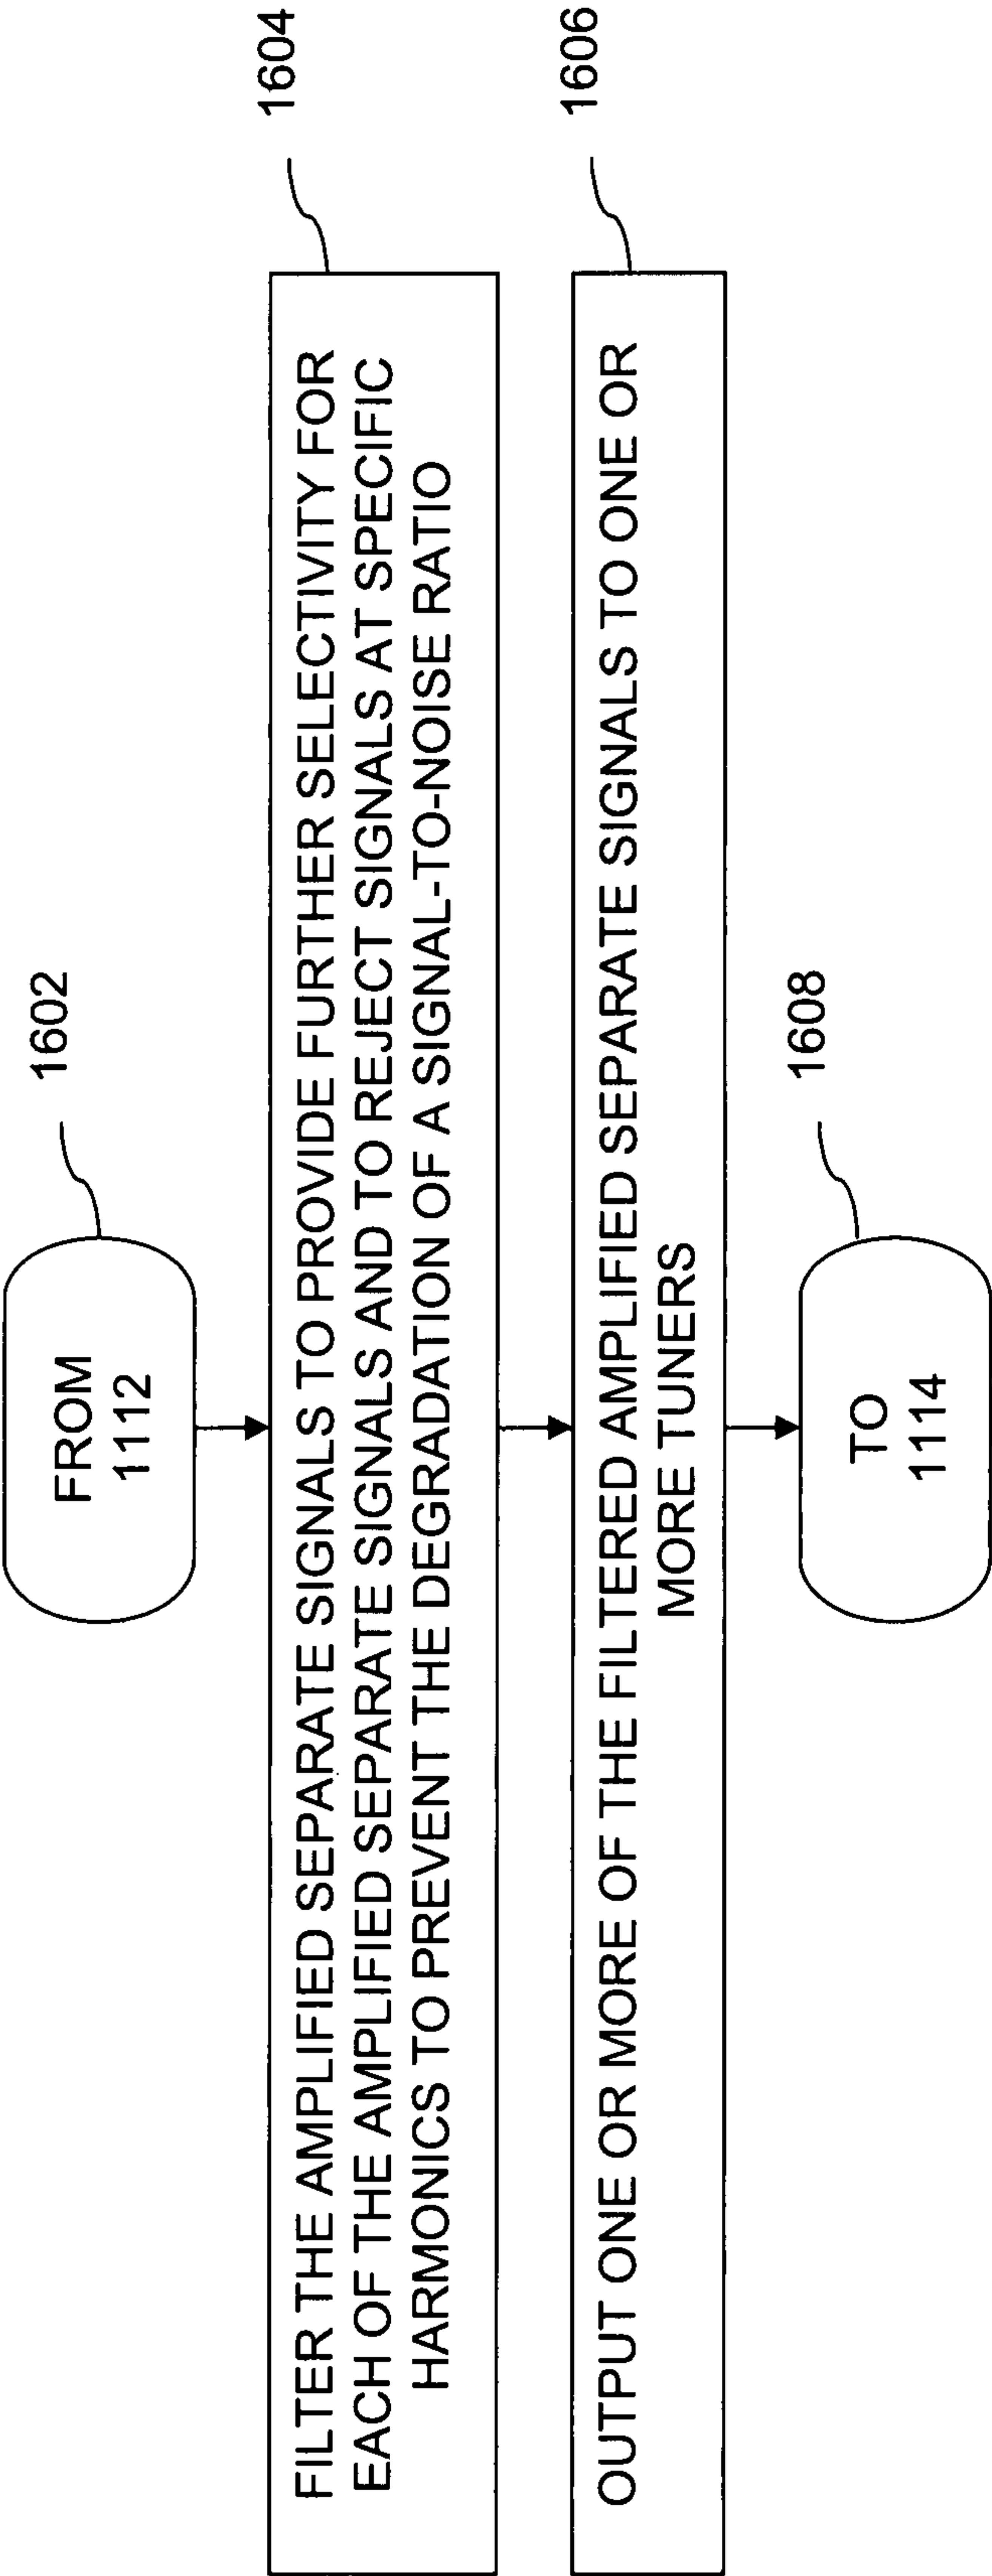 1602
FROM
1112
1604
FILTER THE AMPLIFIED SEPARATE SIGNALS TO PROVIDE FURTHER SELECTIVITY FOR
EACH OF THE AMPLIFIED SEPARATE SIGNALS AND TO REJECT SIGNALS AT SPECIFIC
HARMONICS TO PREVENT THE DEGRADATION OF A SIGNAL-TO-NOISE RATIO
1606
OUTPUT ONE OR MORE OF THE FILTERED AMPLIFIED SEPARATE SIGNALS TO ONE OR
MORE TUNERS
1608
TO
1114